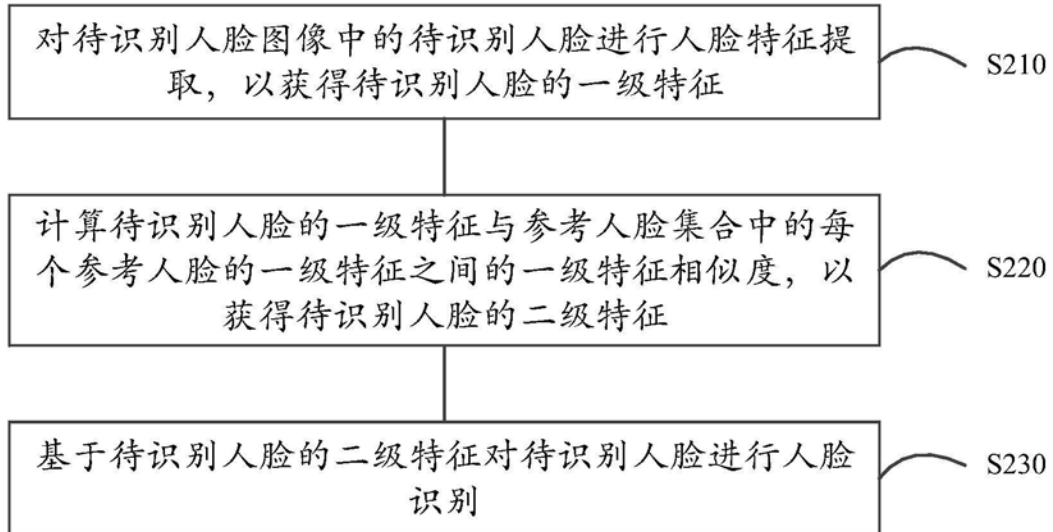 对待识别人脸图像中的待识别人脸进行人脸特征提
取，以获得待识别人脸的一级特征
S210
计算待识别人脸的一级特征与参考人脸集合中的每
个参考人脸的一级特征之间的一级特征相似度，以
获得待识别人脸的二级特征
S220
基于待识别人脸的二级特征对待识别人脸进行人脸
识别
S230